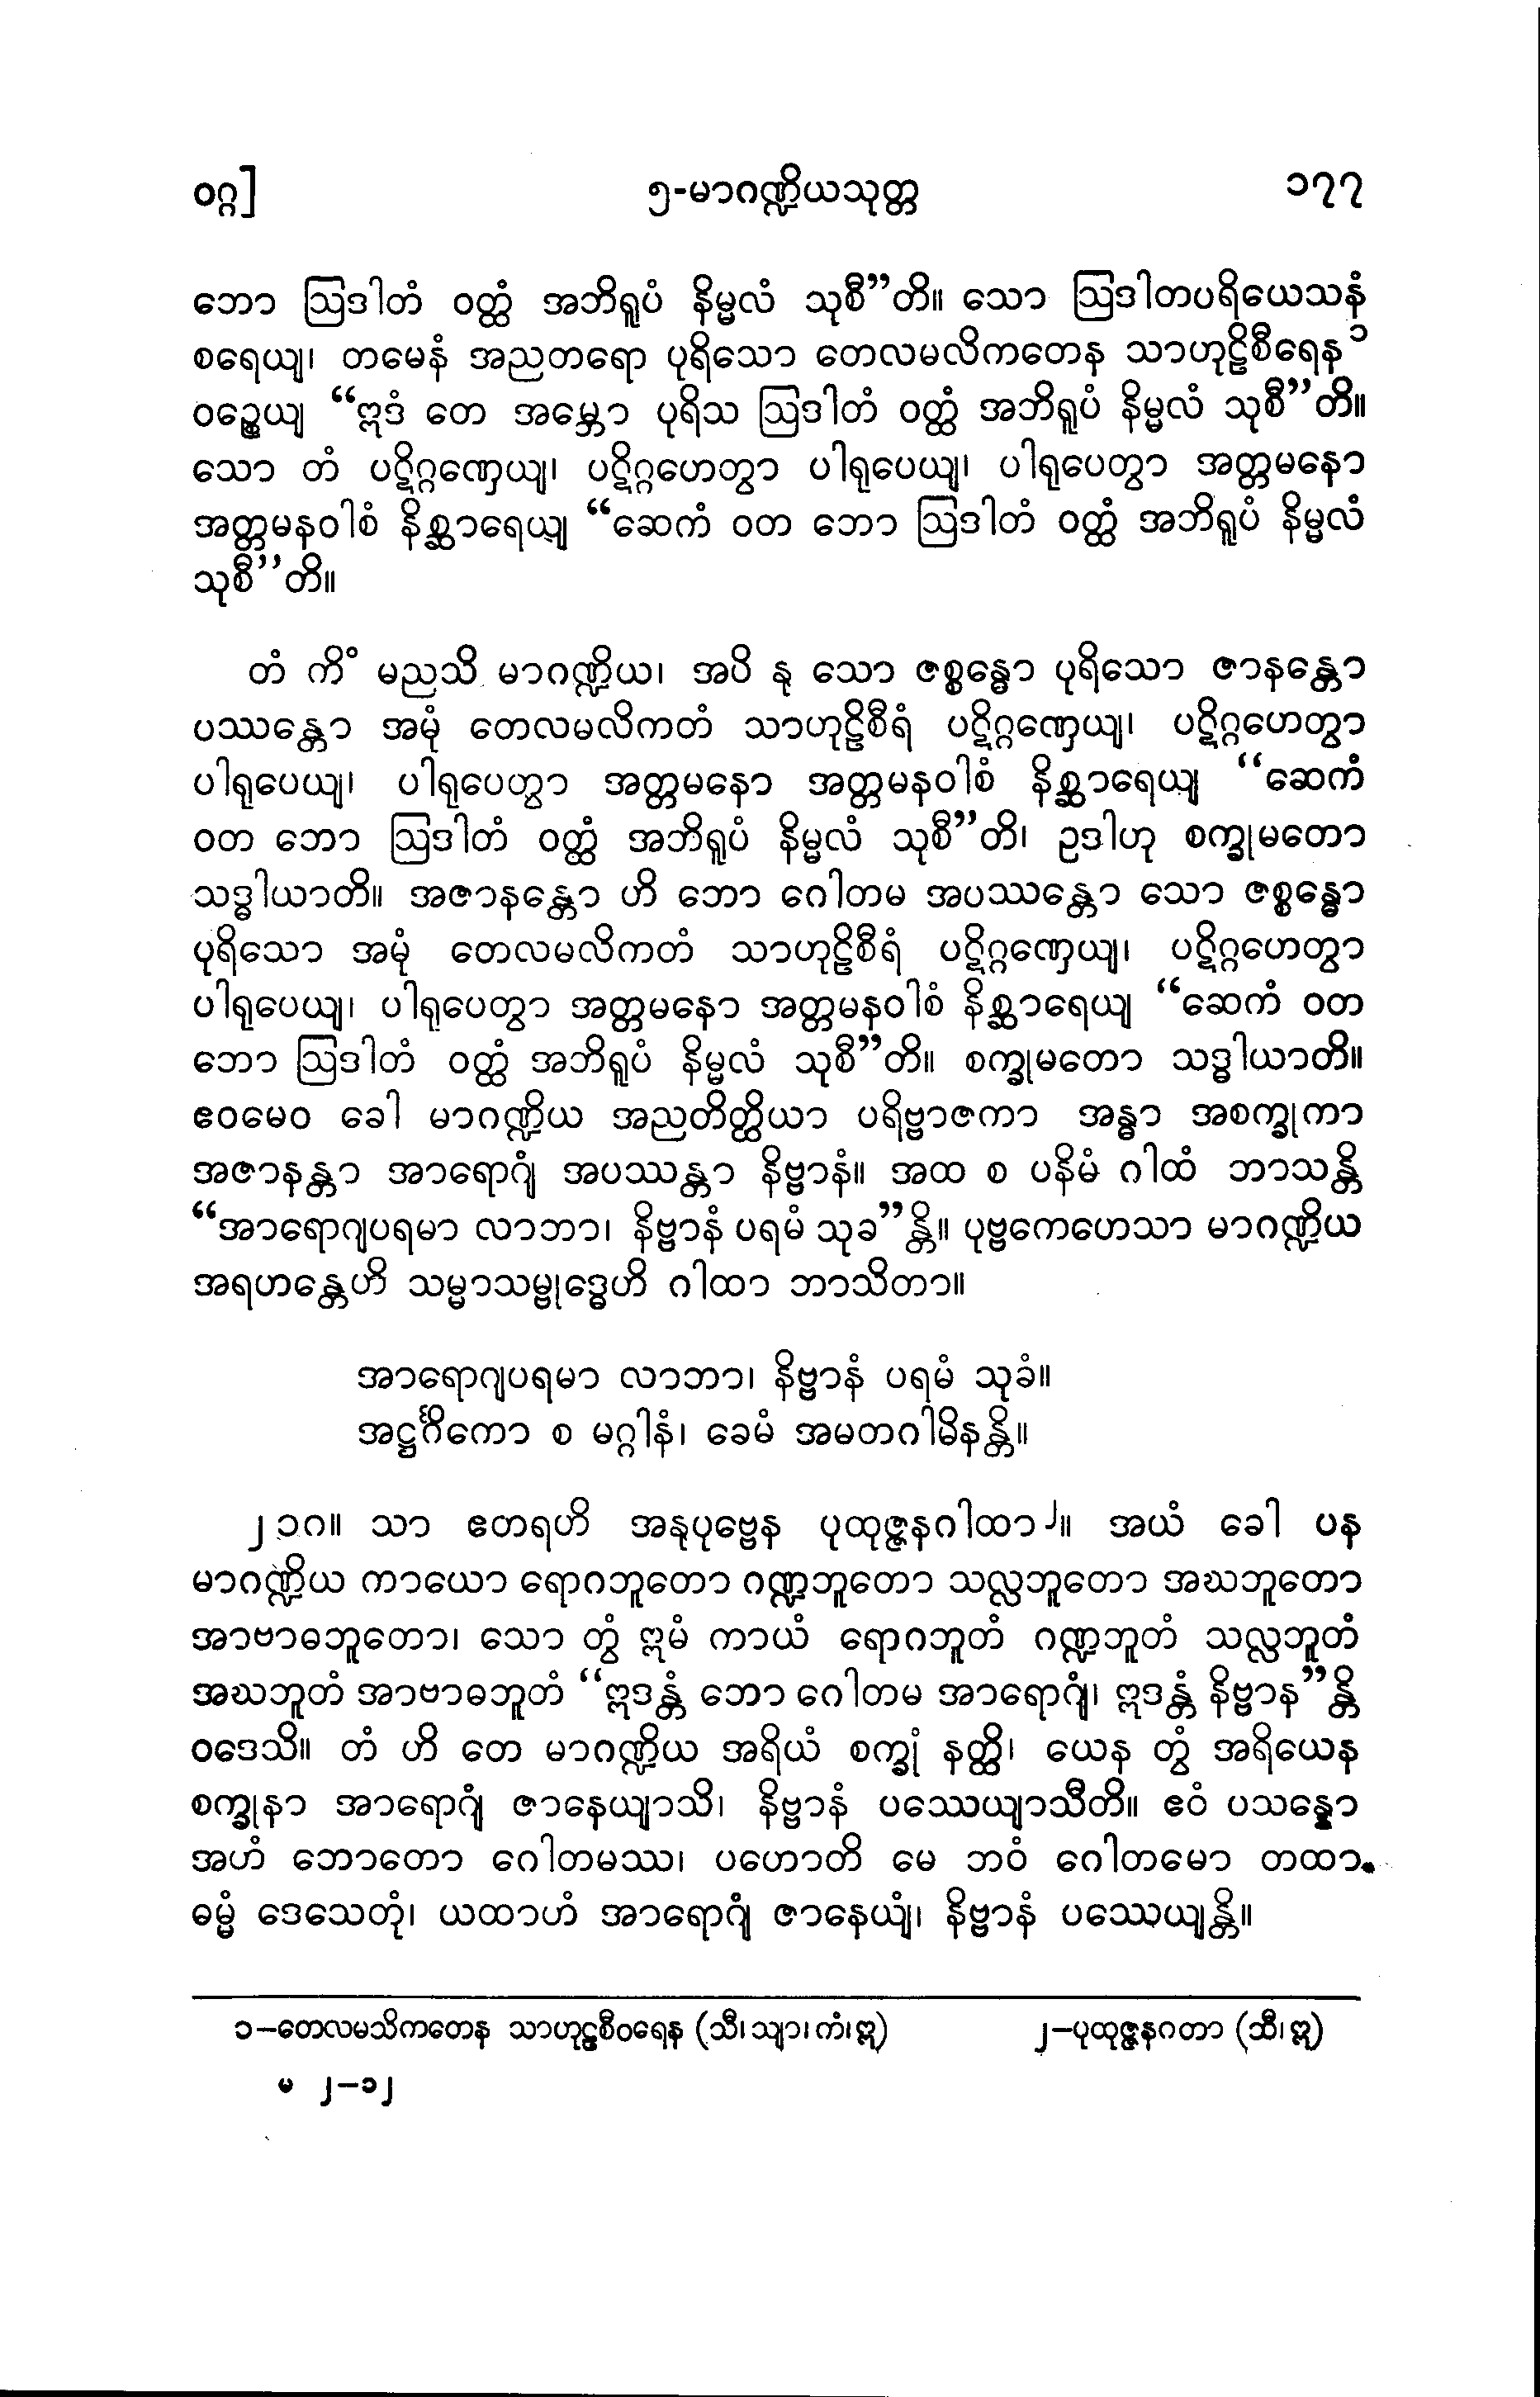 ဝဂ္ဂ] ၅-မာဂဏ္ဍိယသုတ္တ ၁၇၇
ဘော ဩဒါတံ ဝတ္ထံ အဘိရူပံ နိမ္မလံ သုစီ”တိ။ သော ဩဒါတပရိယေသနံ
စရေယျ၊ တမေနံ အညတရော ပုရိသော တေလမလိကတေန သာဟုဠိစီရေန၁
ဝဉ္စေယျ “ဣဒံ တေ အမ္ဘော ပုရိသ ဩဒါတံ ဝတ္ထံ အဘိရူပံ နိမ္မလံ သုစီ”တိ။
သော တံ ပဋိဂ္ဂဏှေယျ၊ ပဋိဂ္ဂဟေတွာ ပါရုပေယျ၊ ပါရုပေတွာ အတ္တမနော
အတ္တမနဝါစံ နိစ္ဆာရေယျ “ဆေကံ ဝတ ဘော ဩဒါတံ ဝတ္ထံ အဘိရူပံ နိမ္မလံ
သုစီ”တိ။
တံ ကိံ မညသိ မာဂဏ္ဍိယ၊ အပိ နု သော ဇစ္စန္ဓော ပုရိသော ဇာနန္တော
ပဿန္တော အမုံ တေလမလိကတံ သာဟုဠိစီရံ ပဋိဂ္ဂဏှေယျ၊ ပဋိဂ္ဂဟေတွာ
ပါရုပေယျ၊ ပါရုပေတွာ အတ္တမနော အတ္တမနဝါစံ နိစ္ဆာရေယျ “ဆေကံ
ဝတ ဘော ဩဒါတံ ဝတ္ထံ အဘိရူပံ နိမ္မလံ သုစီ”တိ၊ ဥဒါဟု စက္ခုမတော
သဒ္ဓါယာတိ။ အဇာနန္တော ဟိ ဘော ဂေါတမ အပဿန္တော သော ဇစ္စန္ဓော
ပုရိသော အမုံ တေလမလိကတံ သာဟုဠိစီရံ ပဋိဂ္ဂဏှေယျ၊ ပဋိဂ္ဂဟေတွာ
ပါရုပေယျ၊ ပါရုပေတွာ အတ္တမနော အတ္တမနဝါစံ နိစ္ဆာရေယျ “ဆေကံ ဝတ
ဘော ဩဒါတံ ဝတ္ထံ အဘိရူပံ နိမ္မလံ သုစီ”တိ။ စက္ခုမတော သဒ္ဓါယာတိ။
ဧဝမေဝ ခေါ မာဂဏ္ဍိယ အညတိတ္ထိယာ ပရိဗ္ဗာဇကာ အန္ဓာ အစက္ခုကာ
အဇာနန္တာ အာရောဂျံ အပဿန္တာ နိဗ္ဗာနံ။ အထ စ ပနိမံ ဂါထံ ဘာသန္တိ
“အာရောဂျပရမာ လာဘာ၊ နိဗ္ဗာနံ ပရမံ သုခ”န္တိ။ ပုဗ္ဗကေဟေသာ မာဂဏ္ဍိယ
အရဟန္တေဟိ သမ္မာသမ္ဗုဒ္ဓေဟိ ဂါထာ ဘာသိတာ။
အာရောဂျပရမာ လာဘာ၊ နိဗ္ဗာနံ ပရမံ သုခံ။
အဋ္ဌင်္ဂိကော စ မဂ္ဂါနံ၊ ခေမံ အမတဂါမိနန္တိ။
၂၁၈။ သာ ဧတရဟိ အနုပုဗ္ဗေန ပုထုဇ္ဇနဂါထာ၂။ အယံ ခေါ ပန
မာဂဏ္ဍိယ ကာယော ရောဂဘူတော ဂဏ္ဍဘူတော သလ္လဘူတော အဃဘူတော
အာဗာဓဘူတော၊ သော တွံ ဣမံ ကာယံ ရောဂဘူတံ ဂဏ္ဍဘူတံ သလ္လဘူတံ
အဃဘူတံ အာဗာဓဘူတံ “ဣဒန္တံ ဘော ဂေါတမ အာရောဂျံ၊ ဣဒန္တံ နိဗ္ဗာန”န္တိ
ဝဒေသိ။ တံ ဟိ တေ မာဂဏ္ဍိယ အရိယံ စက္ခုံ နတ္ထိ၊ ယေန တွံ အရိယေန
စက္ခုနာ အာရောဂျံ ဇာနေယျာသိ၊ နိဗ္ဗာနံ ပဿေယျာသီတိ။ ဧဝံ ပသန္နော
အဟံ ဘောတော ဂေါတမဿ၊ ပဟောတိ မေ ဘဝံ ဂေါတမော တထာ
ဓမ္မံ ဒေသေတုံ၊ ယထာဟံ အာရောဂျံ ဇာနေယျံ၊ နိဗ္ဗာနံ ပဿေယျန္တိ။
၁–တေလမသိကတေန သာဟုဠစီဝရေန (သီ၊သျာ၊ကံ၊ဣ) ၂–ပုထုဇ္ဇနဂတာ (သီ၊ဣ)
မ ၂–၁၂